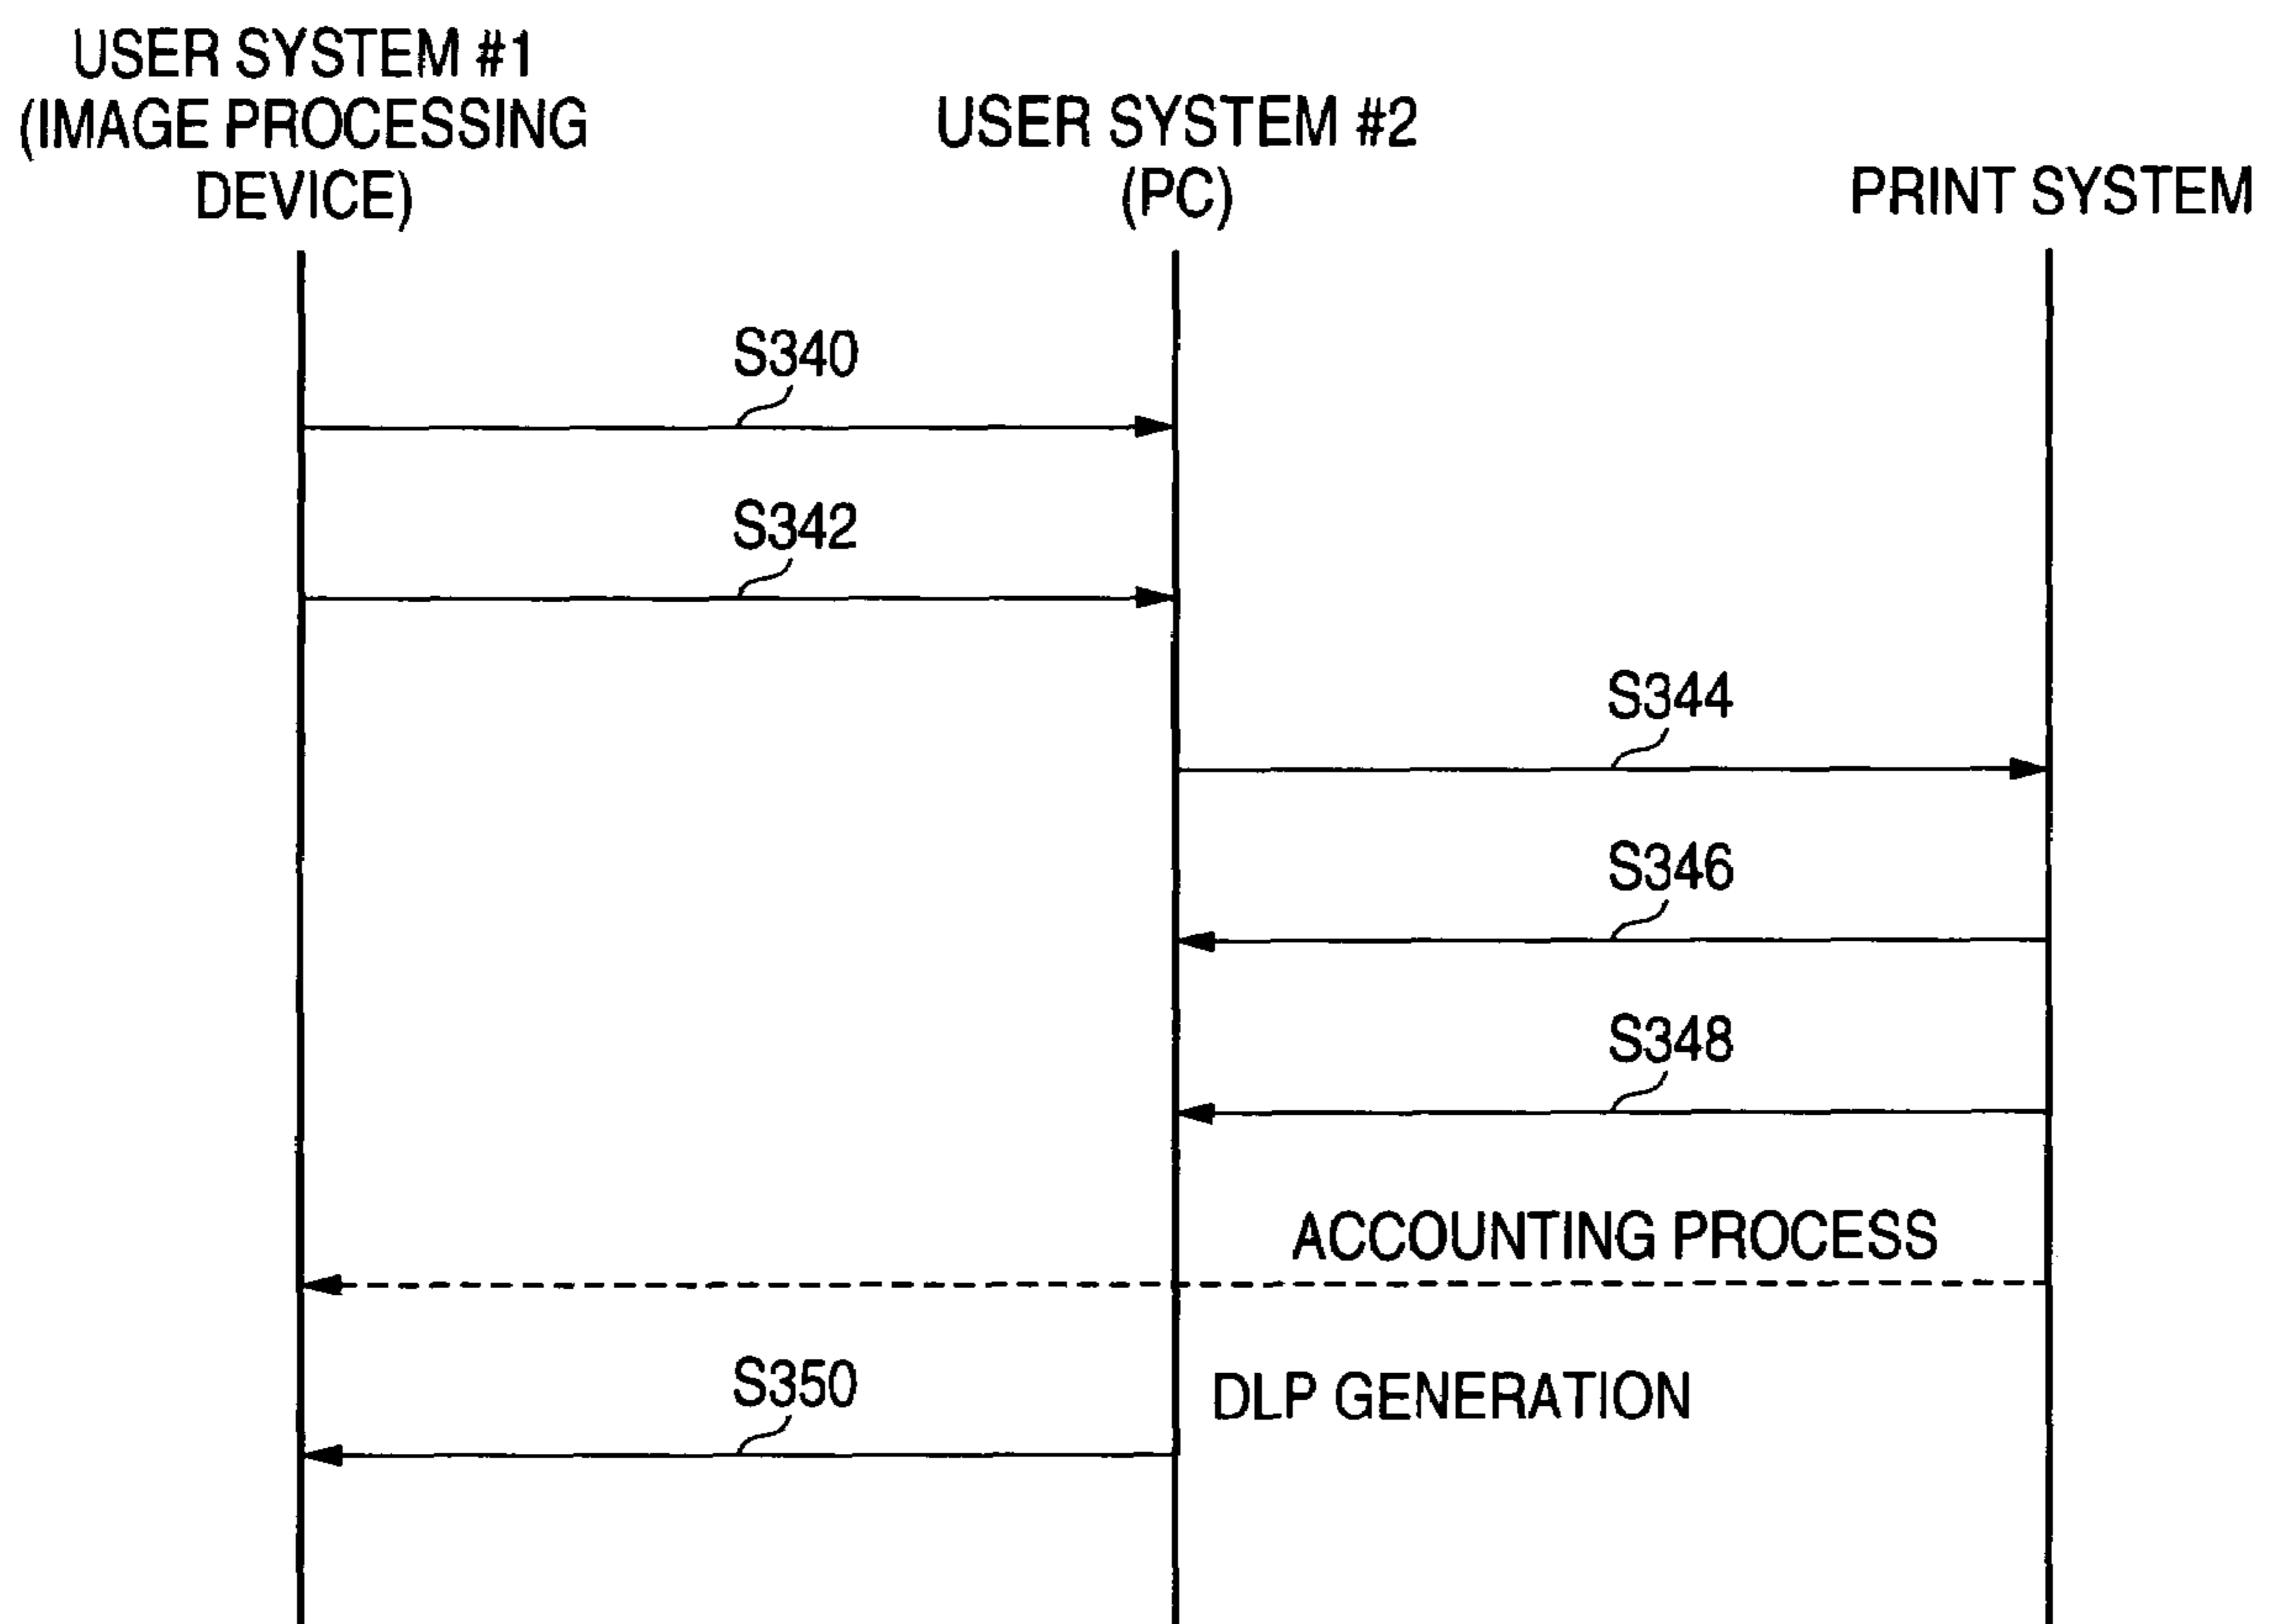 USER SYSTEM #1
(IMAGE PROCESSING
DEVICE)
USER SYSTEM #2
(PC)
PRINT SYSTEM
S340
S342
S344
S346
S348
ACCOUNTING PROCESS
S350
DLP GENERATION